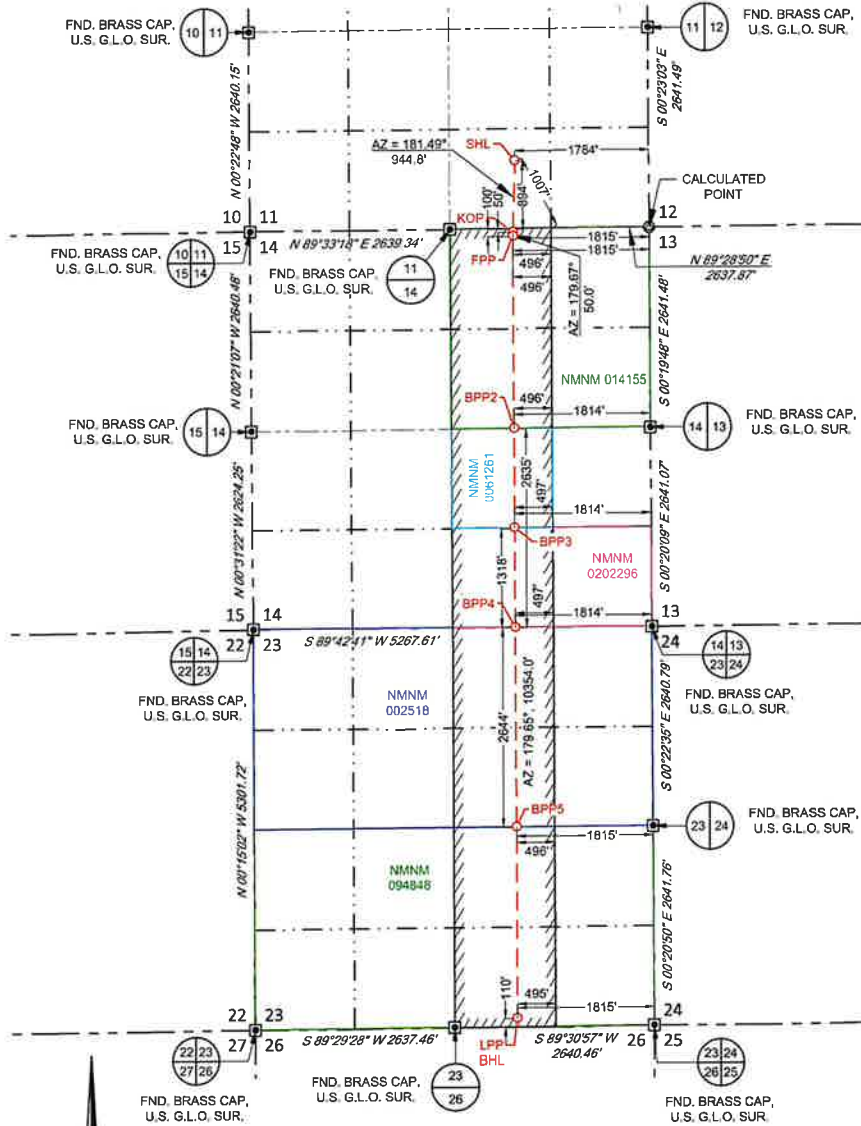 FND. BRASS CAP,
U.S. G.L.O. SUR.
10 11
11 12
FND. BRASS CAP,
U.S. G.L.O. SUR.
N 00°22'48" W 2640.15'
S 00°23'03" E
2641.49'
AZ = 181.49°
944.8'
SHL
1784'
1007'
894'
100'
50'
CALCULATED
POINT
KOP
10 11
15 14
12
13
N 89°33'18" E 2639.34'
1815'
1815'
FND. BRASS CAP,
U.S. G.L.O. SUR.
10 11
15 14
FND. BRASS CAP,
U.S. G.L.O. SUR.
11
14
FPP
496'
496'
N 89°28'50" E
2637.87'
AZ = 179.67°
50.0'
N 00°21'07" W 2640.46'
S 00°19'48" E 2641.48'
NMNM 014155
BPP2
496'
1814'
FND. BRASS CAP,
U.S. G.L.O. SUR.
15 14
14 13
FND. BRASS CAP,
U.S. G.L.O. SUR.
NMNM
0061261
2635'
497'
1814'
N 00°31'22" W 2624.25'
S 00°20'09" E 2641.07'
BPP3
NMNM
0202296
1318'
497'
BPP4
1814'
15 14
22 23
13
24
S 89°42'41" W 5267.61'
15 14
22 23
FND. BRASS CAP,
U.S. G.L.O. SUR.
14 13
23 24
FND. BRASS CAP,
U.S. G.L.O. SUR.
NMNM
002518
2644'
AZ = 179.65°, 10354.0'
S 00°22'35" E 2640.79'
N 00°15'02" W 5301.72'
BPP5
1815'
496'
23 24
FND. BRASS CAP,
U.S. G.L.O. SUR.
NMNM
094848
S 00°20'50" E 2641.76'
110'
495'
1815'
22 23
27 26
24
26 25
S 89°29'28" W 2637.46'
LPP
BHL
S 89°30'57" W
2640.46'
22 23
27 26
FND. BRASS CAP,
U.S. G.L.O. SUR.
FND. BRASS CAP,
U.S. G.L.O. SUR.
23
26
23 24
26 25
FND. BRASS CAP,
U.S. G.L.O. SUR.